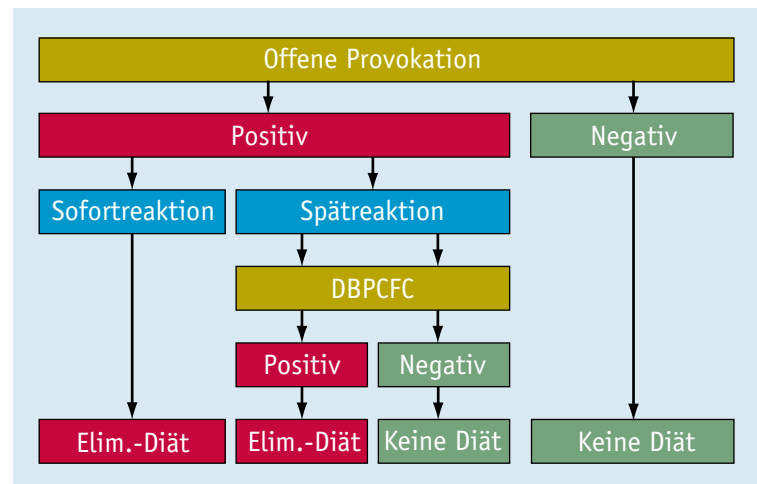 Offene Provokation
Positiv
Negativ
Sofortreaktion
Spätreaktion
DBPCFC
Positiv
Negativ
Elim.-Diät
Elim.-Diät
Keine Diät
Keine Diät